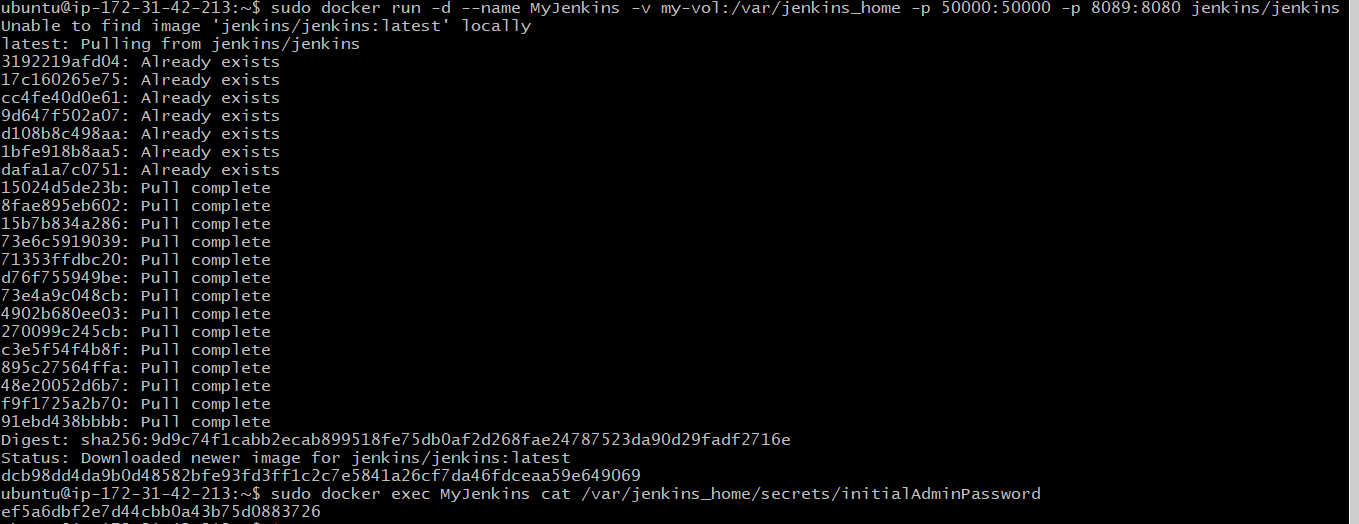 ubuntu@ip-172-31-42-213:~$ sudo docker run -d --name MyJenkins -v my-vol:/var/jenkins_home -p 50000:50000 -p 8089:8080 jenkins/jenkins
Unable to find image 'jenkins/jenkins:latest' locally
latest: Pulling from jenkins/jenkins
3192219afd04: Already exists
17c160265e75: Already exists
cc4fe40d0e61: Already exists
9d647f502a07: Already exists
d108b8c498aa: Already exists
1bfe918b8aa5: Already exists
dafa1a7c0751: Already exists
15024d5de23b: Pull complete
8fae895eb602: Pull complete
15b7b834a286: Pull complete
73e6c5919039: Pull complete
71353ffdbc20: Pull complete
d76f755949be: Pull complete
73e4a9c048cb: Pull complete
4902b680ee03: Pull complete
270099c245cb: Pull complete
c3e5f54f4b8f: Pull complete
895c27564ffa: Pull complete
48e20052d6b7: Pull complete
f9f1725a2b70: Pull complete
91ebd438bbbb: Pull complete
Digest: sha256:9d9c74f1cabb2ecab899518fe75db0af2d268fae24787523da90d29fadf2716e
Status: Downloaded newer image for jenkins/jenkins:latest
dcb98dd4da9b0d48582bfe93fd3ff1c2c7e5841a26cf7da46fdceaa59e649069
ubuntu@ip-172-31-42-213:~$ sudo docker exec MyJenkins cat /var/jenkins_home/secrets/initialAdminPassword
ef5a6dbf2e7d44cbb0a43b75d0883726